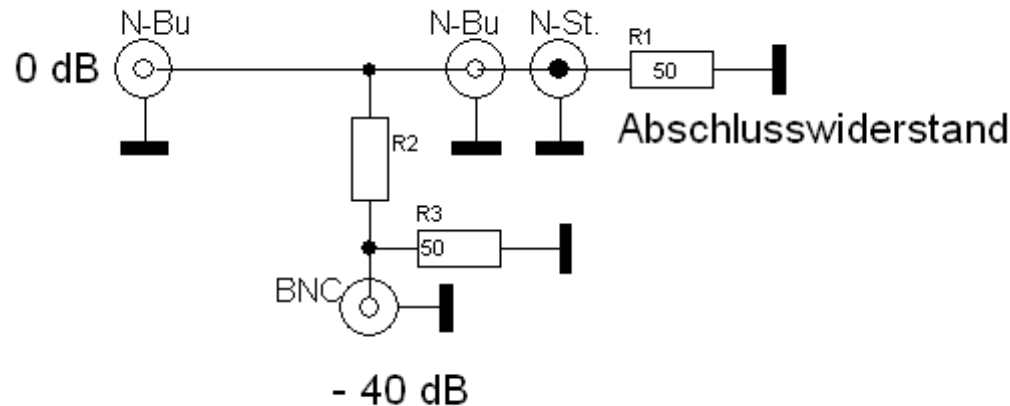 N-Bu
N-Bu
N-St.
R1
0 dB
50
Abschlusswiderstand
R2
R3
50
BNC
- 40 dB